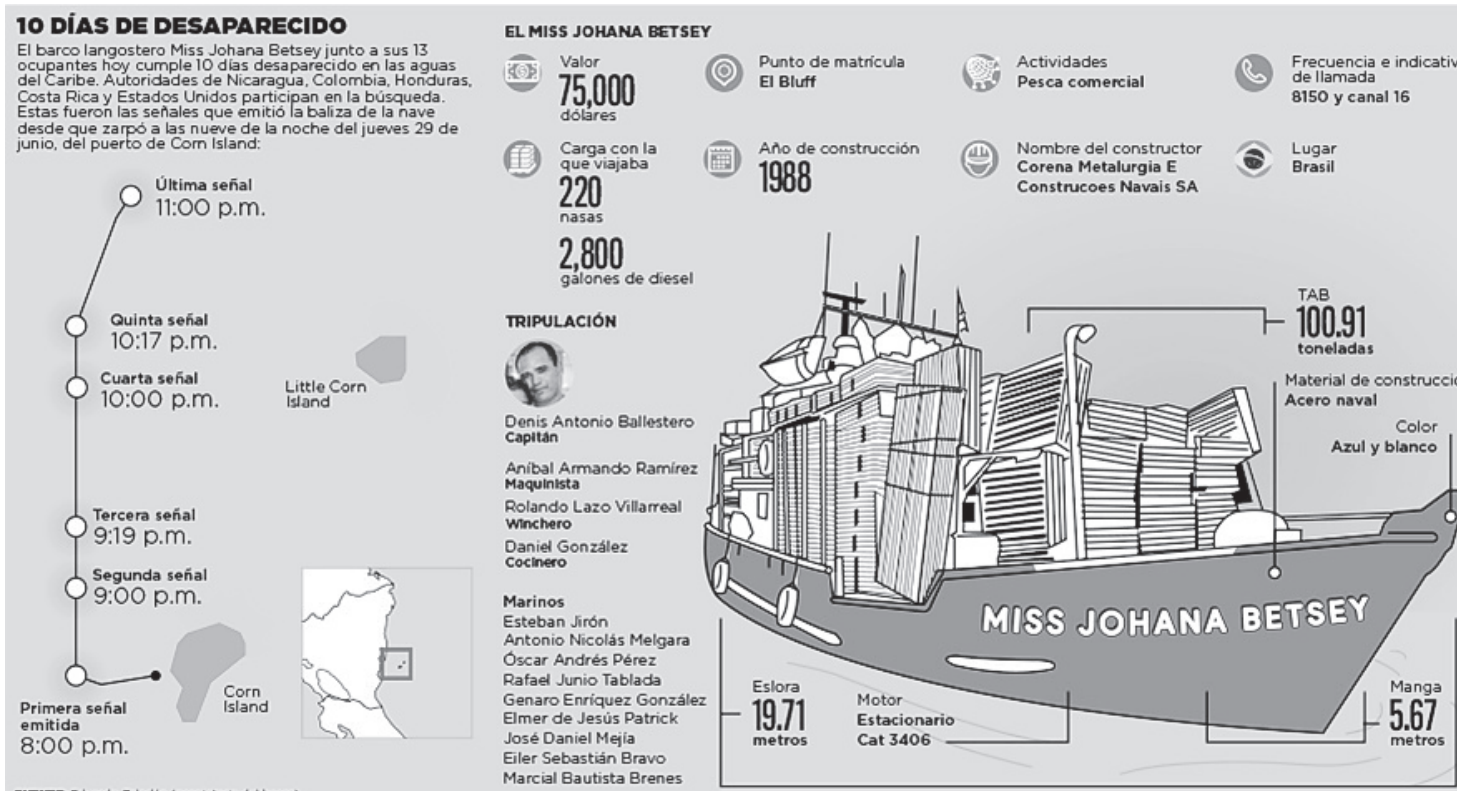 10 DÍAS DE DESAPARECIDO
El barco langostero Miss Johana Betsey junto a sus 13
ocupantes hoy cumple 10 días desaparecido en las aguas
del Caribe. Autoridades de Nicaragua, Colombia, Honduras,
Costa Rica y Estados Unidos participan en la búsqueda.
Estas fueron las señales que emitió la baliza de la nave
desde que zarpó a las nueve de la noche del jueves 29 de
junio, del puerto de Corn Island:
Última señal
11:00 p.m.
Quinta señal
10:17 p.m.
Cuarta señal
10:00 p.m.
Little Corn
Island
Tercera señal
9:19 p.m.
Segunda señal
9:00 p.m.
Corn
Island
Primera señal
emitida
8:00 p.m.
EL MISS JOHANA BETSEY
Valor
75,000
dólares
Punto de matrícula
El Bluff
Actividades
Pesca comercial
Frecuencia e indicativ
de llamada
8150 y canal 16
Carga con la
que viajaba
220
nasas
2,800
galones de diesel
Año de construcción
1988
Nombre del constructor
Corena Metalurgia E
Construcoes Navais SA
Lugar
Brasil
TRIPULACIÓN
Denis Antonio Ballestero
Capitán
Aníbal Armando Ramírez
Maquinista
Rolando Lazo Villarreal
Winchero
Daniel González
Cocinero
Marinos
Esteban Jirón
Antonio Nicolás Melgara
Óscar Andrés Pérez
Rafael Junio Tablada
Genaro Enríquez González
Elmer de Jesús Patrick
José Daniel Mejía
Eiler Sebastián Bravo
Marcial Bautista Brenes
TAB
100.91
toneladas
Material de construcció
Acero naval
Color
Azul y blanco
MISS JOHANA BETSEY
Eslora
19.71
metros
Motor
Estacionario
Cat 3406
Manga
5.67
metros